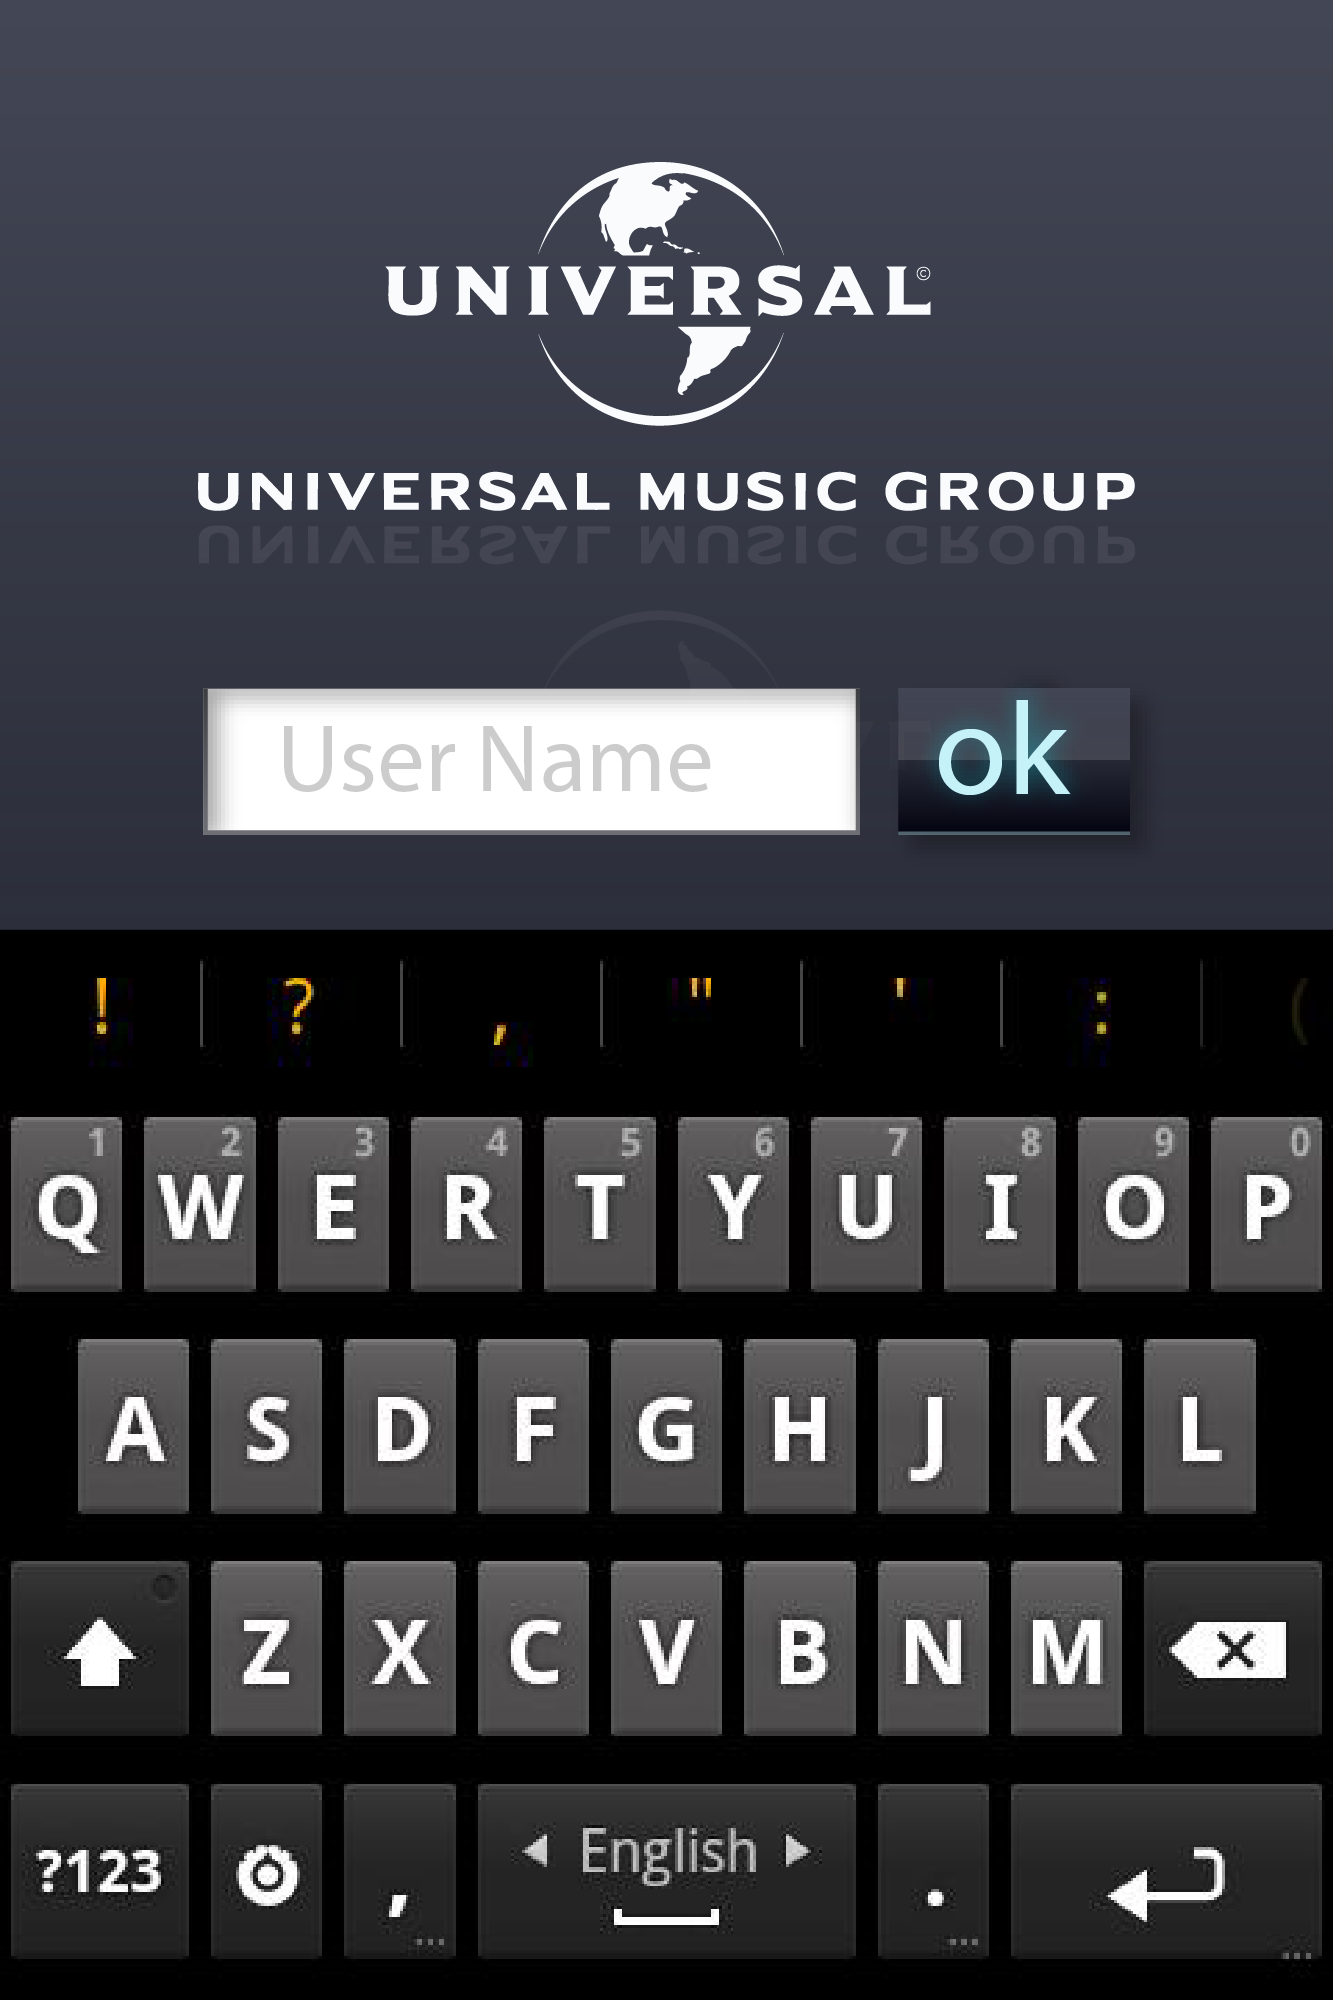 UNIVERSAL©
UNIVERSAL MUSIC GROUP
User Name
ok
! ? , " ' : (
1 2 3 4 5 6 7 8 9 0
Q W E R T Y U I O P
A S D F G H J K L
Z X C V B N M
?123 , English .